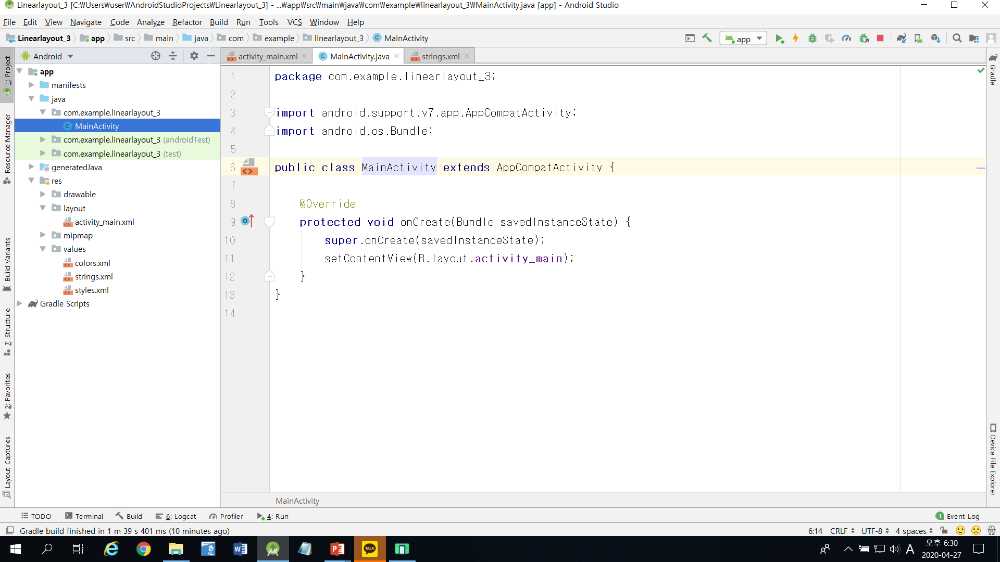 Linearlayout_3 [C:₩Users₩user₩AndroidStudioProjects₩Linearlayout_3] - ...₩app₩src₩main₩java₩com₩example₩linearlayout_3₩MainActivity.java [app] - Android Studio
File Edit View Navigate Code Analyze Refactor Build Run Tools VCS Window Help
Linearlayout_3 app src main java com example linearlayout_3 C MainActivity app
Android
activity_main.xml
C MainActivity.java
strings.xml
app
manifests
java
com.example.linearlayout_3
C MainActivity
com.example.linearlayout_3 (androidTest)
com.example.linearlayout_3 (test)
generatedJava
res
drawable
layout
activity_main.xml
mipmap
values
colors.xml
strings.xml
styles.xml
Gradle Scripts
1: Project
Resource Manager
Build Variants
7: Structure
2: Favorites
Layout Captures
1 package com.example.linearlayout_3;
2
3 import android.support.v7.app.AppCompatActivity;
4 import android.os.Bundle;
5
6 public class MainActivity extends AppCompatActivity {
7
8 @Override
9 protected void onCreate(Bundle savedInstanceState) {
10 super.onCreate(savedInstanceState);
11 setContentView(R.layout.activity_main);
12 }
13 }
14
MainActivity
Gradle
Device File Explorer
TODO Terminal Build 6: Logcat Profiler 4: Run 1 Event Log
Gradle build finished in 1 m 39 s 401 ms (10 minutes ago) 6:14 CRLF UTF-8 4 spaces
TALK
A
오후 6:30
2020-04-27